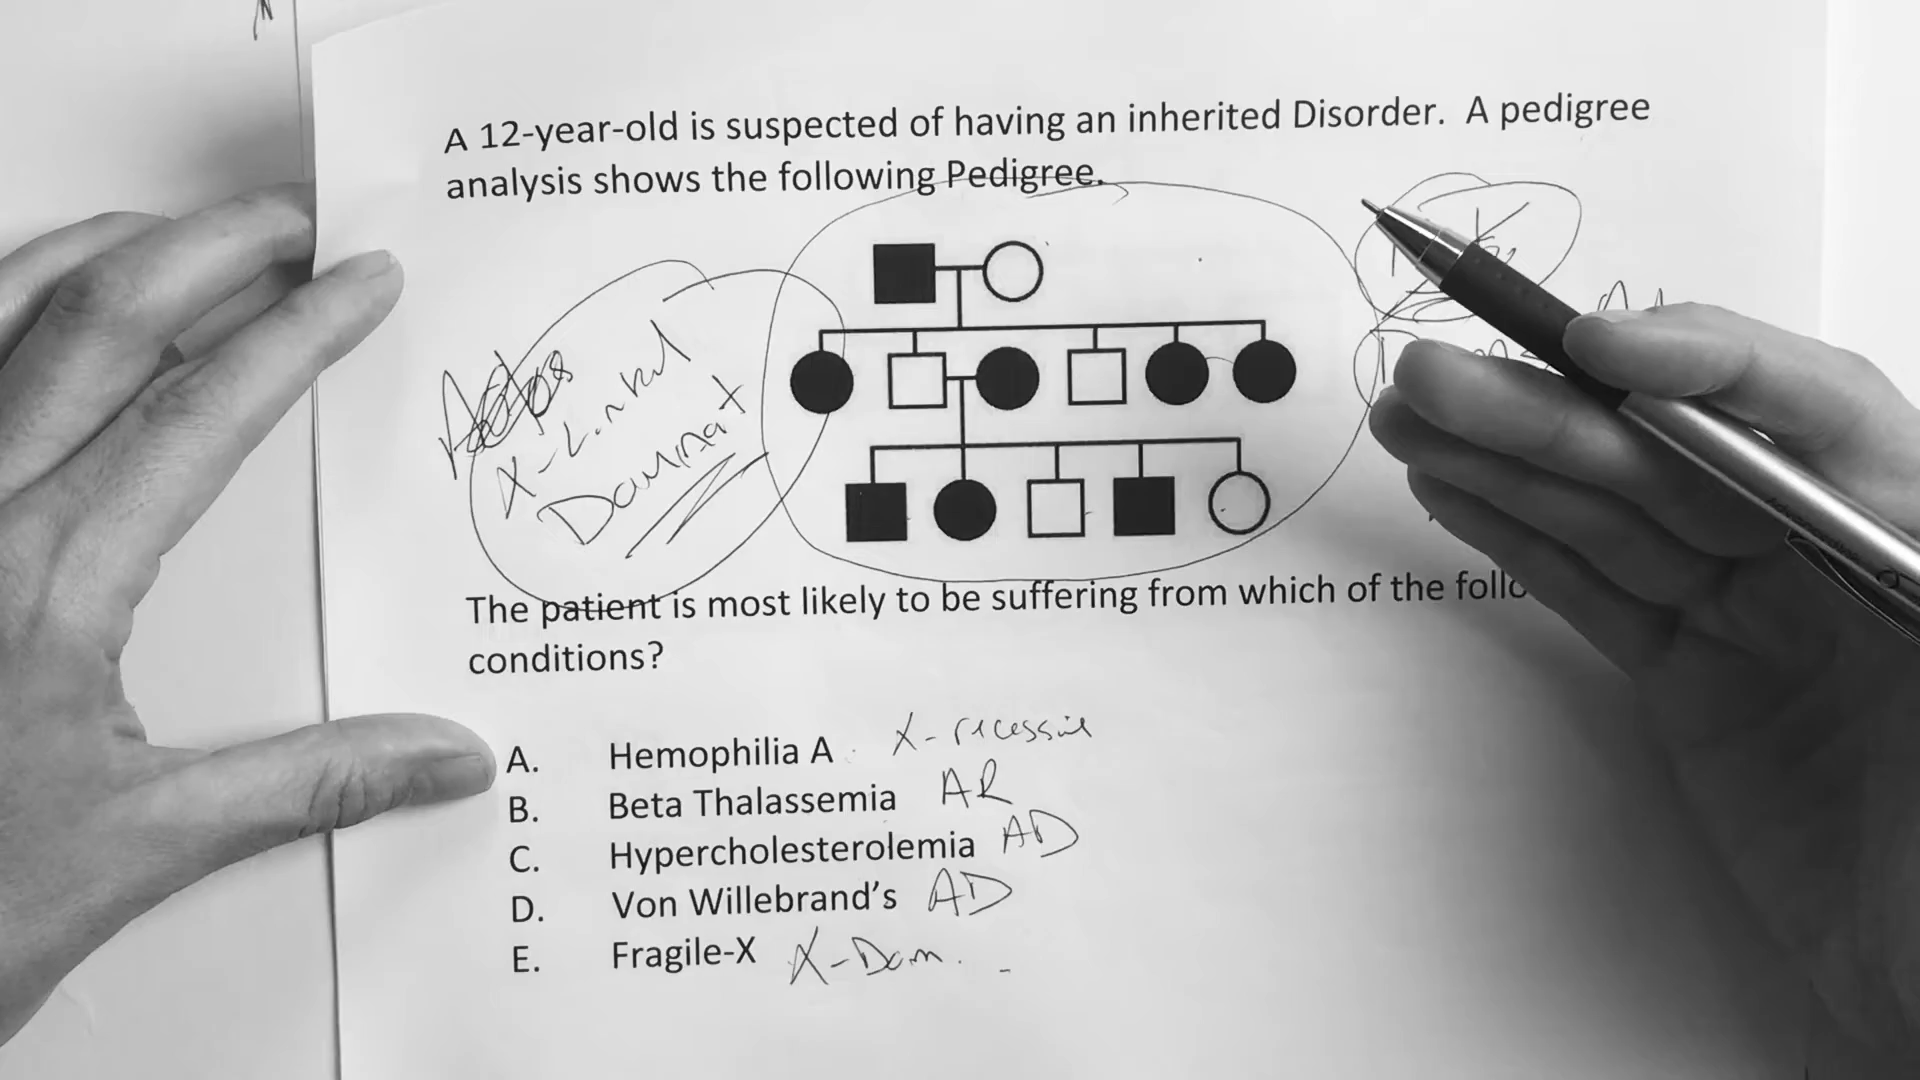 A 12-year-old is suspected of having an inherited Disorder. A pedigree
analysis shows the following Pedigree.
X-Linked
Dominat
The patient is most likely to be suffering from which of the follo
conditions?
A. Hemophilia A X-recessive
B. Beta Thalassemia AR
C. Hypercholesterolemia AD
D. Von Willebrand's AD
E. Fragile-X X-Dom.